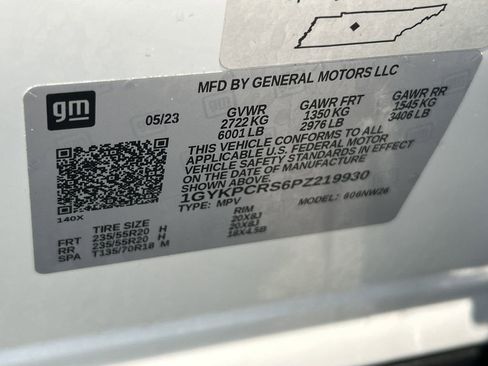 gm
MFD BY GENERAL MOTORS LLC
05/23 GVWR GAWR FRT GAWR RR
2722 KG 1350 KG 1545 KG
6001 LB 2976 LB 3406 LB
THIS VEHICLE CONFORMS TO ALL
APPLICABLE U.S. FEDERAL MOTOR
VEHICLE SAFETY STANDARDS IN EFFECT
ON THE DATE OF MANUFACTURE
SHOWN ABOVE.
1GYKPCRS6PZ219930
TYPE: MPV MODEL: 6NW26
140X
TIRE SIZE RIM
FRT 235/55R20 H 20X8J
RR 235/55R20 H 20X8J
SPA T135/70R18 M 18X4.5B